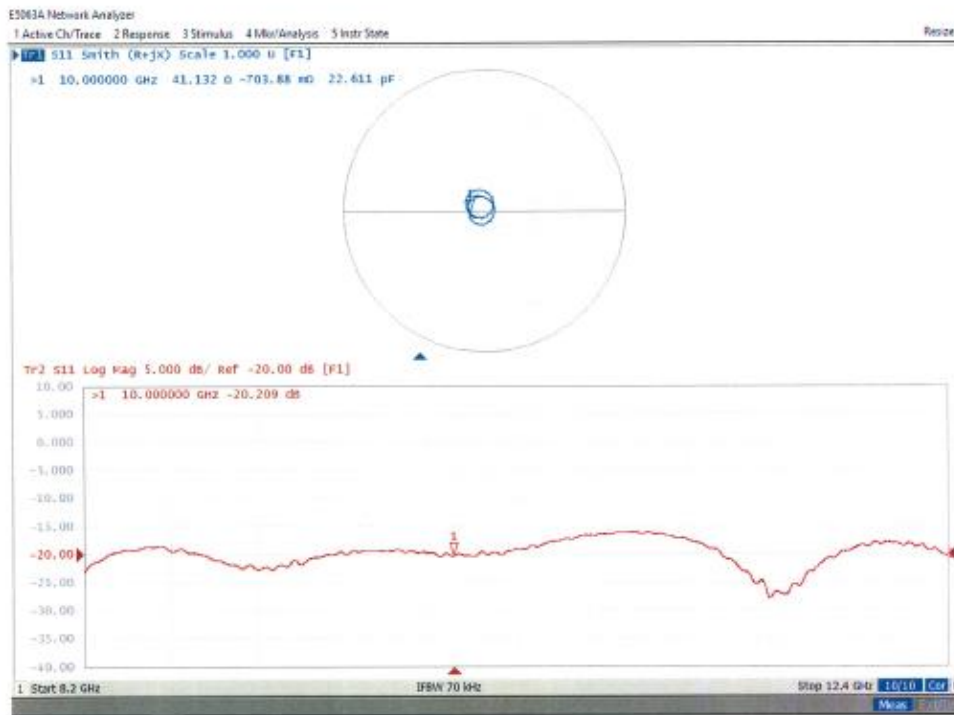 E5063A Network Analyzer
1 Active Ch/Trace 2 Response 3 Stimulus 4 Mkr/Analysis 5 Instr State Resize
Tr1 S11 Smith (R+jX) Scale 1.000 U [F1]
>1 10.000000 GHz 41.132 Ω -703.88 mΩ 22.611 pF
Tr2 S11 Log Mag 5.000 dB/ Ref -20.00 dB [F1]
10.00
>1 10.000000 GHz -20.209 dB
5.000
0.000
-5.000
-10.00
-15.00
1
-20.00
-25.00
-30.00
-35.00
-40.00
1 Start 8.2 GHz IFBW 70 kHz Stop 12.4 GHz 10/10 Cor
Meas